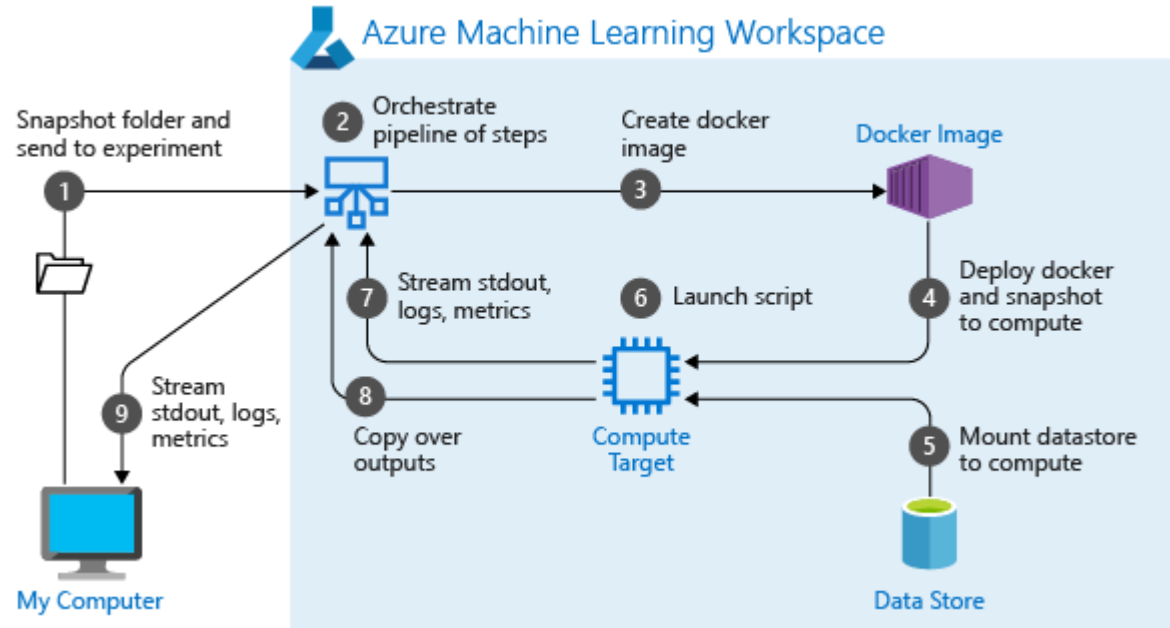 Azure Machine Learning Workspace
Snapshot folder and
send to experiment
1
2
Orchestrate
pipeline of steps
Create docker
image
3
Docker Image
Deploy docker
and snapshot
to compute
4
Stream stdout,
logs, metrics
7
6
Launch script
8
Copy over
outputs
Compute
Target
5
Mount datastore
to compute
Stream
stdout, logs,
metrics
9
My Computer
Data Store